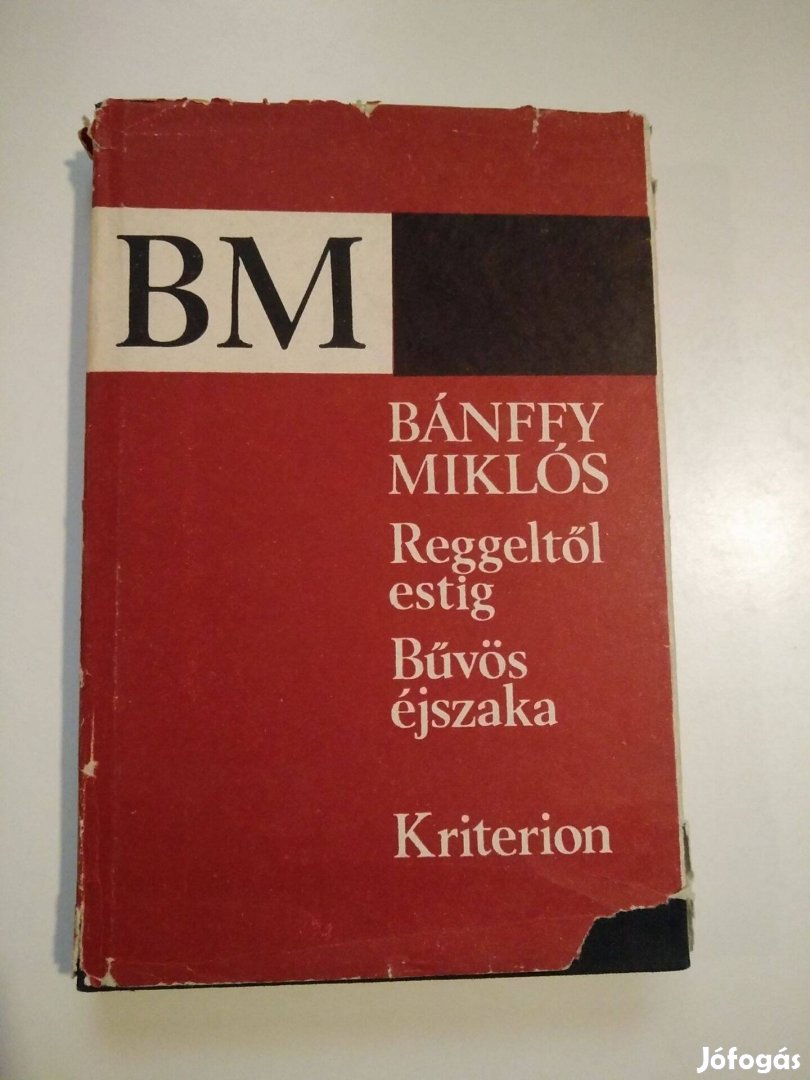 BM
BÁNFFY
MIKLÓS
Reggeltől
estig
Bűvös
éjszaka
Kriterion
Jófogás